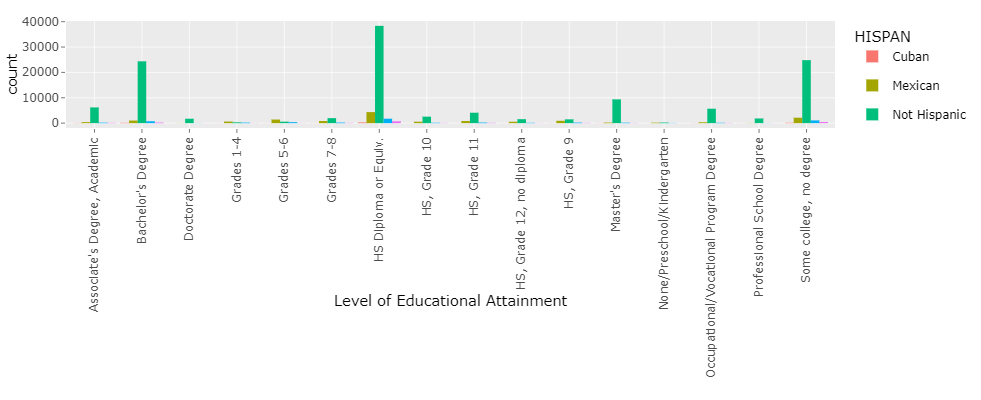 40000
30000
20000
10000
0
count
Associate's Degree, Academic
Bachelor's Degree
Doctorate Degree
Grades 1-4
Grades 5-6
Grades 7-8
HS Diploma or Equiv.
HS, Grade 10
HS, Grade 11
HS, Grade 12, no diploma
HS, Grade 9
Master's Degree
None/Preschool/Kindergarten
Occupational/Vocational Program Degree
Professional School Degree
Some college, no degree
Level of Educational Attainment
HISPAN
Cuban
Mexican
Not Hispanic